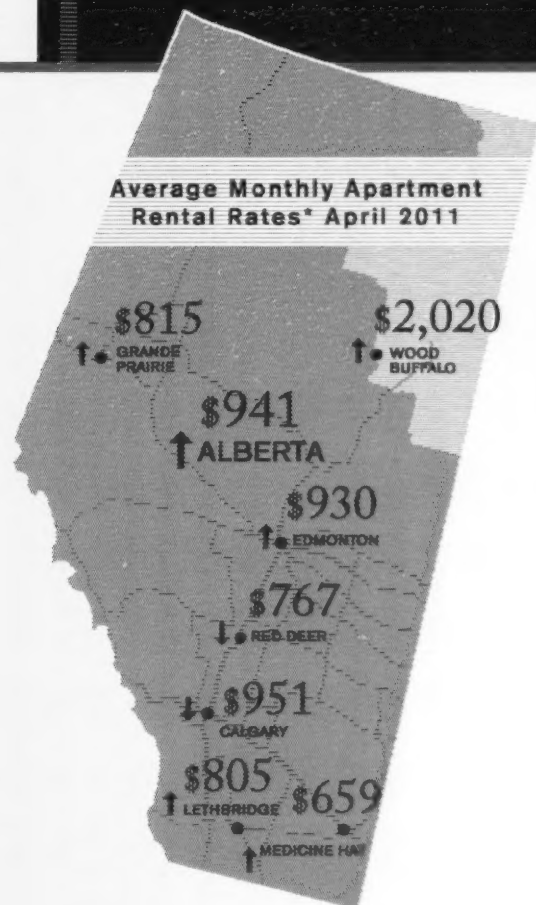 Average Monthly Apartment
Rental Rates* April 2011
$815
GRANDE
PRAIRIE
$2,020
WOOD
BUFFALO
$941
ALBERTA
$930
EDMONTON
$767
RED DEER
$951
CALGARY
$805
LETHBRIDGE
$659
MEDICINE HAT